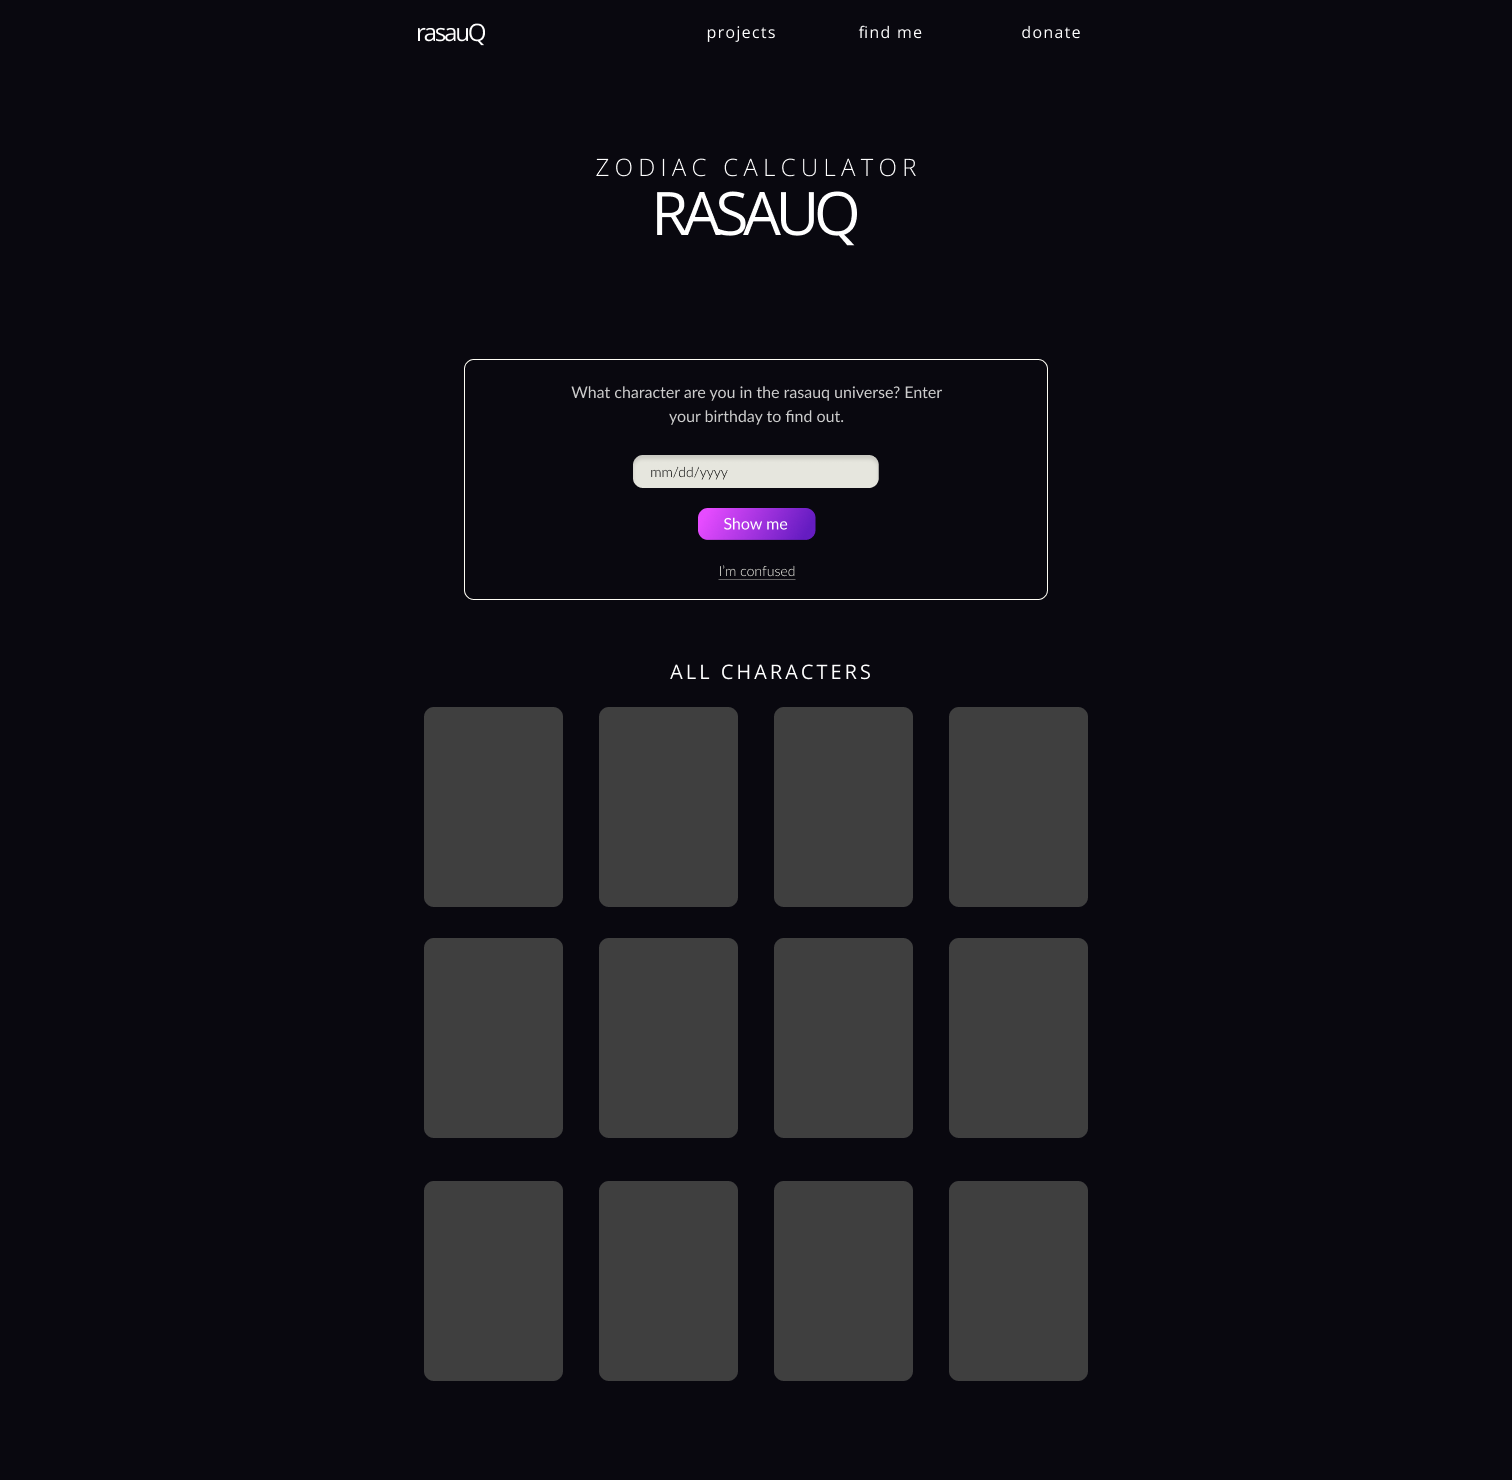 rasauQ
projects
find me
donate
ZODIAC CALCULATOR
RASAUQ
What character are you in the rasauq universe? Enter
your birthday to find out.
mm/dd/yyyy
Show me
I'm confused
ALL CHARACTERS